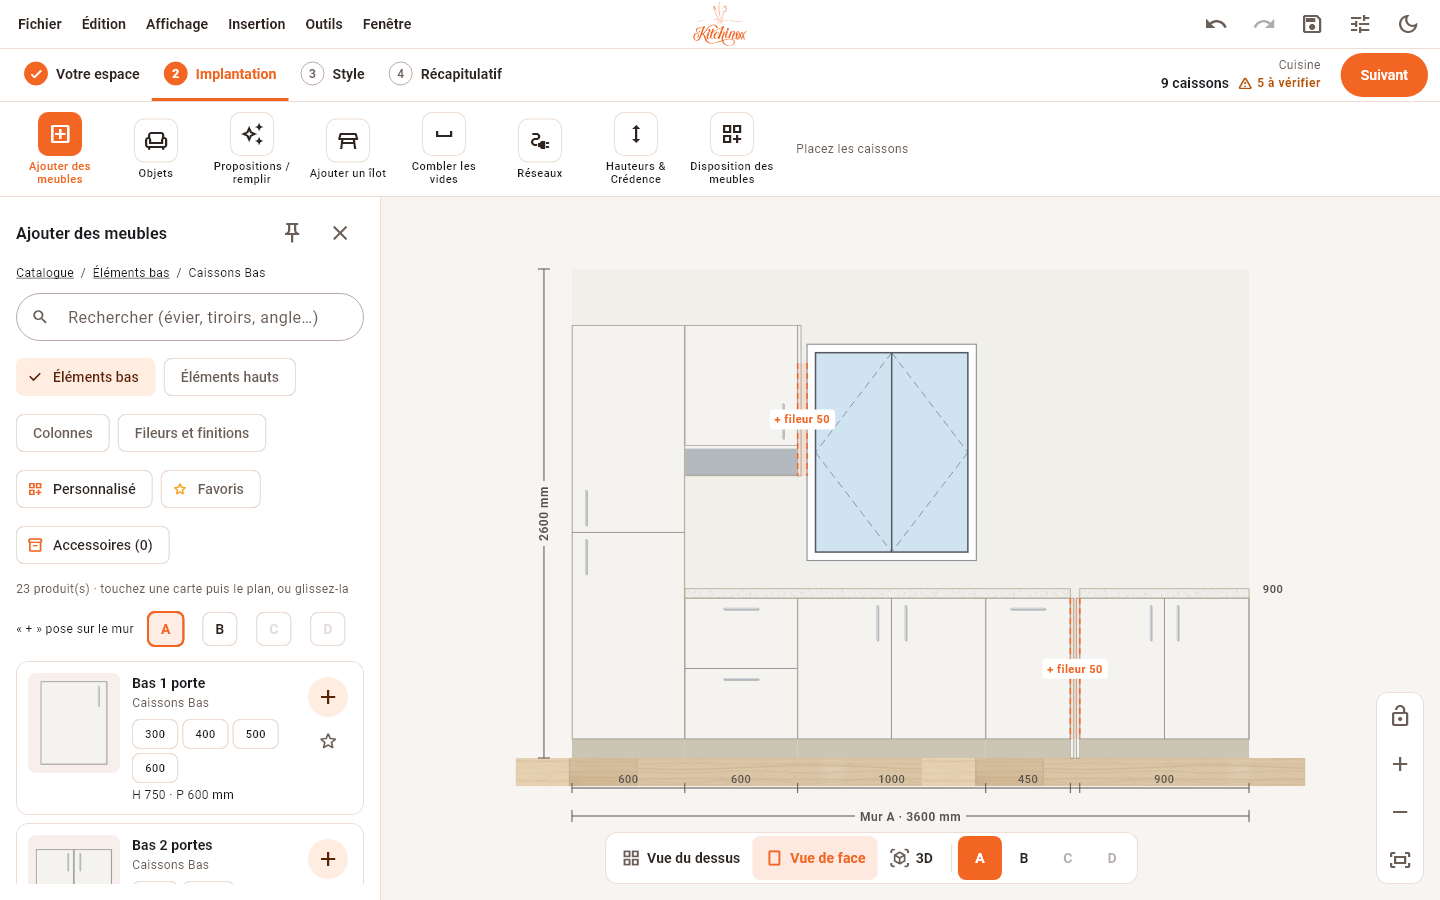 Fichier Édition Affichage Insertion Outils Fenêtre
Kitchinox
Votre espace
2 Implantation
3 Style
4 Récapitulatif
Cuisine
9 caissons 5 à vérifier
Suivant
Ajouter des
meubles
Objets
Propositions /
remplir
Ajouter un îlot
Combler les
vides
Réseaux
Hauteurs &
Crédence
Disposition des
meubles
Placez les caissons
Ajouter des meubles
Catalogue / Éléments bas / Caissons Bas
Rechercher (évier, tiroirs, angle...)
Éléments bas
Éléments hauts
Colonnes
Fileurs et finitions
Personnalisé
Favoris
Accessoires (0)
23 produit(s) · touchez une carte puis le plan, ou glissez-la
« + » pose sur le mur A B C D
Bas 1 porte
Caissons Bas
300 400 500
600
H 750 · P 600 mm
Bas 2 portes
Caissons Bas
2600 mm
+ fileur 50
900
+ fileur 50
600 600 1000 450 900
Mur A · 3600 mm
Vue du dessus
Vue de face
3D
A B C D